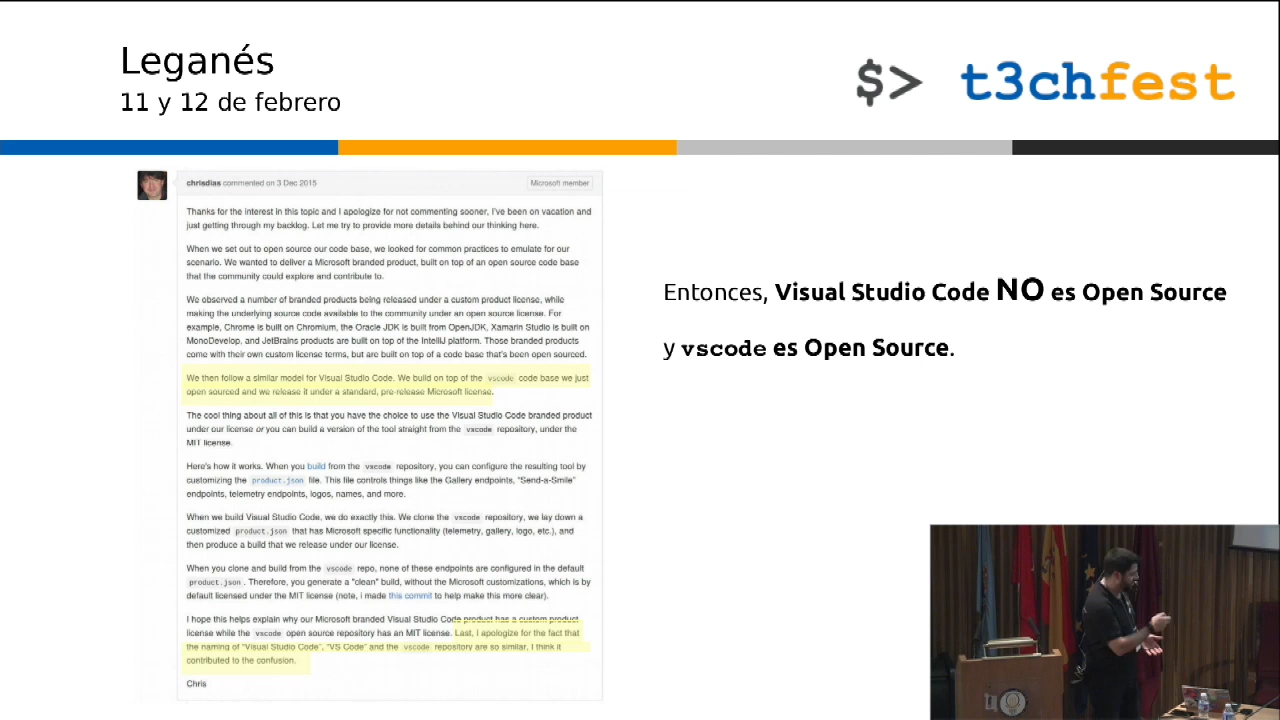 Leganés
11 y 12 de febrero
$> t3chfest
chrisdias commented on 3 Dec 2015
Microsoft member
Thanks for the interest in this topic and I apologize for not commenting sooner, I've been on vacation and
just getting through my backlog. Let me try to provide more details behind our thinking here.
When we set out to open source our code base, we looked for common practices to emulate for our
scenario. We wanted to deliver a Microsoft branded product, built on top of an open source code base
that the community could explore and contribute to.
We observed a number of branded products being released under a custom product license, while
making the underlying source code available to the community under an open source license. For
example, Chrome is built on Chromium, the Oracle JDK is built from OpenJDK, Xamarin Studio is built on
MonoDevelop, and JetBrains products are built on top of the IntelliJ platform. Those branded products
come with their own custom license terms, but are built on top of a code base that's been open sourced.
We then follow a similar model for Visual Studio Code. We build on top of the vscode code base we just
open sourced and we release it under a standard, pre-release Microsoft license.
The cool thing about all of this is that you have the choice to use the Visual Studio Code branded product
under our license or you can build a version of the tool straight from the vscode repository, under the
MIT license.
Here's how it works. When you build from the vscode repository, you can configure the resulting tool by
customizing the product.json file. This file controls things like the Gallery endpoints, "Send-a-Smile"
endpoints, telemetry endpoints, logos, names, and more.
When we build Visual Studio Code, we do exactly this. We clone the vscode repository, we lay down a
customized product.json that has Microsoft specific functionality (telemetry, gallery, logo, etc.), and
then produce a build that we release under our license.
When you clone and build from the vscode repo, none of these endpoints are configured in the default
product.json. Therefore, you generate a "clean" build, without the Microsoft customizations, which is by
default licensed under the MIT license (note, i made this commit to help make this more clear).
I hope this helps explain why our Microsoft branded Visual Studio Code product has a custom product
license while the vscode open source repository has an MIT license. Last, I apologize for the fact that
the naming of "Visual Studio Code", "VS Code" and the vscode repository are so similar, I think it
contributed to the confusion.
Chris
Entonces, Visual Studio Code NO es Open Source
y vscode es Open Source.